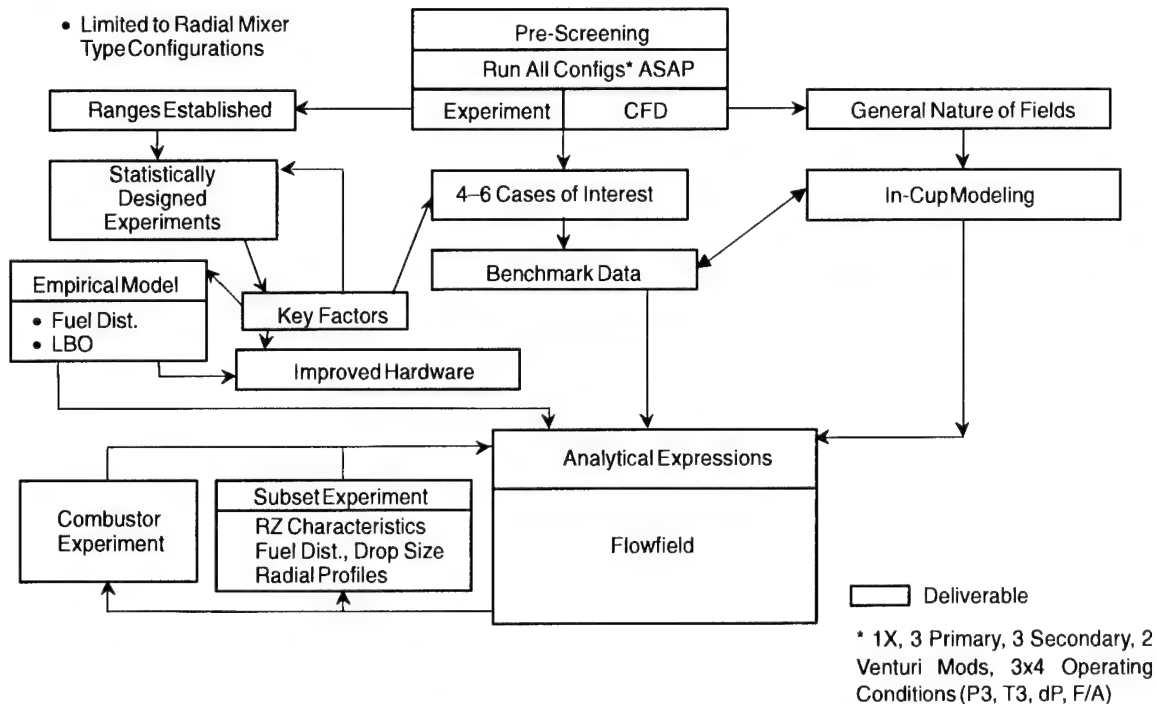 • Limited to Radial Mixer
Type Configurations
Pre-Screening
Run All Configs* ASAP
Experiment
CFD
Ranges Established
General Nature of Fields
Statistically
Designed
Experiments
4–6 Cases of Interest
In-Cup Modeling
Benchmark Data
Empirical Model
• Fuel Dist.
• LBO
Key Factors
Improved Hardware
Analytical Expressions
Flowfield
Combustor
Experiment
Subset Experiment
RZ Characteristics
Fuel Dist., Drop Size
Radial Profiles
Deliverable
* 1X, 3 Primary, 3 Secondary, 2
Venturi Mods, 3x4 Operating
Conditions (P3, T3, dP, F/A)